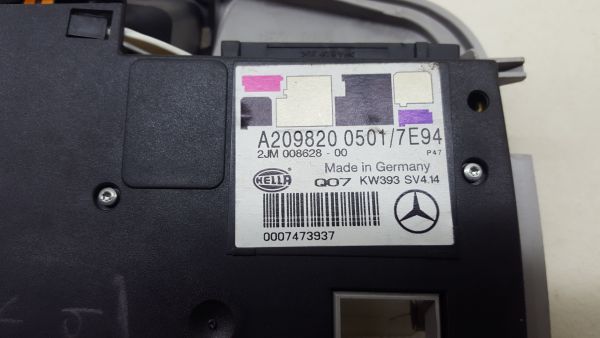 A209820 0501/7E94
2JM 008628-00 P47
Made in Germany
HELLA Q07 KW393 SV4.14
0007473937